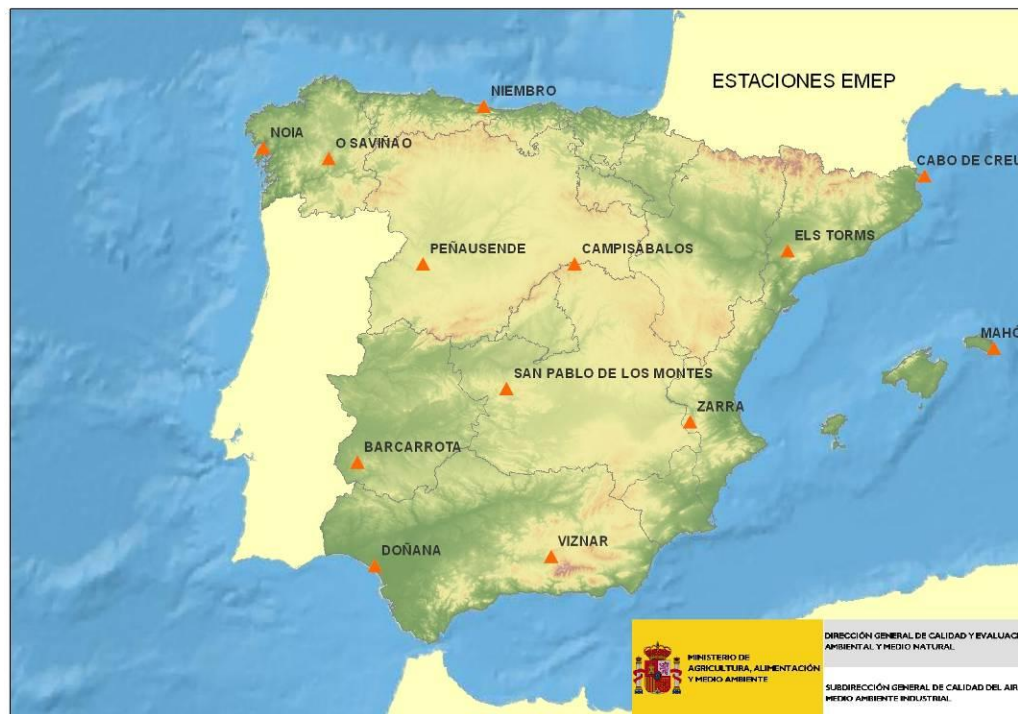 ESTACIONES EMEP
NIEMBRO
NOIA
O SAVIÑAO
CABO DE CREU
ELS TORMS
PEÑAUSENDE
CAMPISÁBALOS
MAHÓ
SAN PABLO DE LOS MONTES
ZARRA
BARCARROTA
DOÑANA
VIZNAR
MINISTERIO DE
AGRICULTURA, ALIMENTACIÓN
Y MEDIO AMBIENTE
DIRECCIÓN GENERAL DE CALIDAD Y EVALUAC
AMBIENTAL Y MEDIO NATURAL
SUBDIRECCIÓN GENERAL DE CALIDAD DEL AIR
MEDIO AMBIENTE INDUSTRIAL